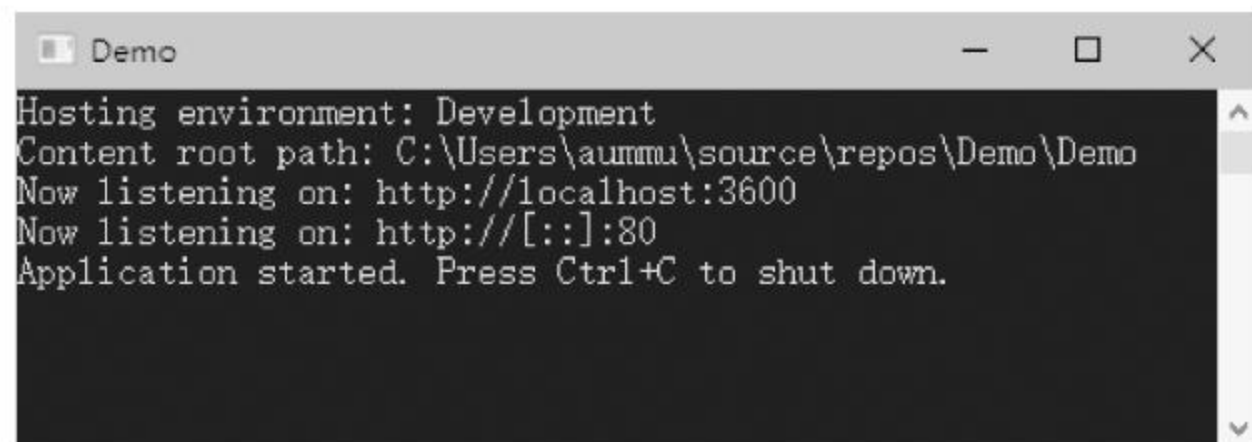 Demo
Hosting environment: Development
Content root path: C:\Users\aummu\source\repos\Demo\Demo
Now listening on: http://localhost:3600
Now listening on: http://[::]:80
Application started. Press Ctrl+C to shut down.